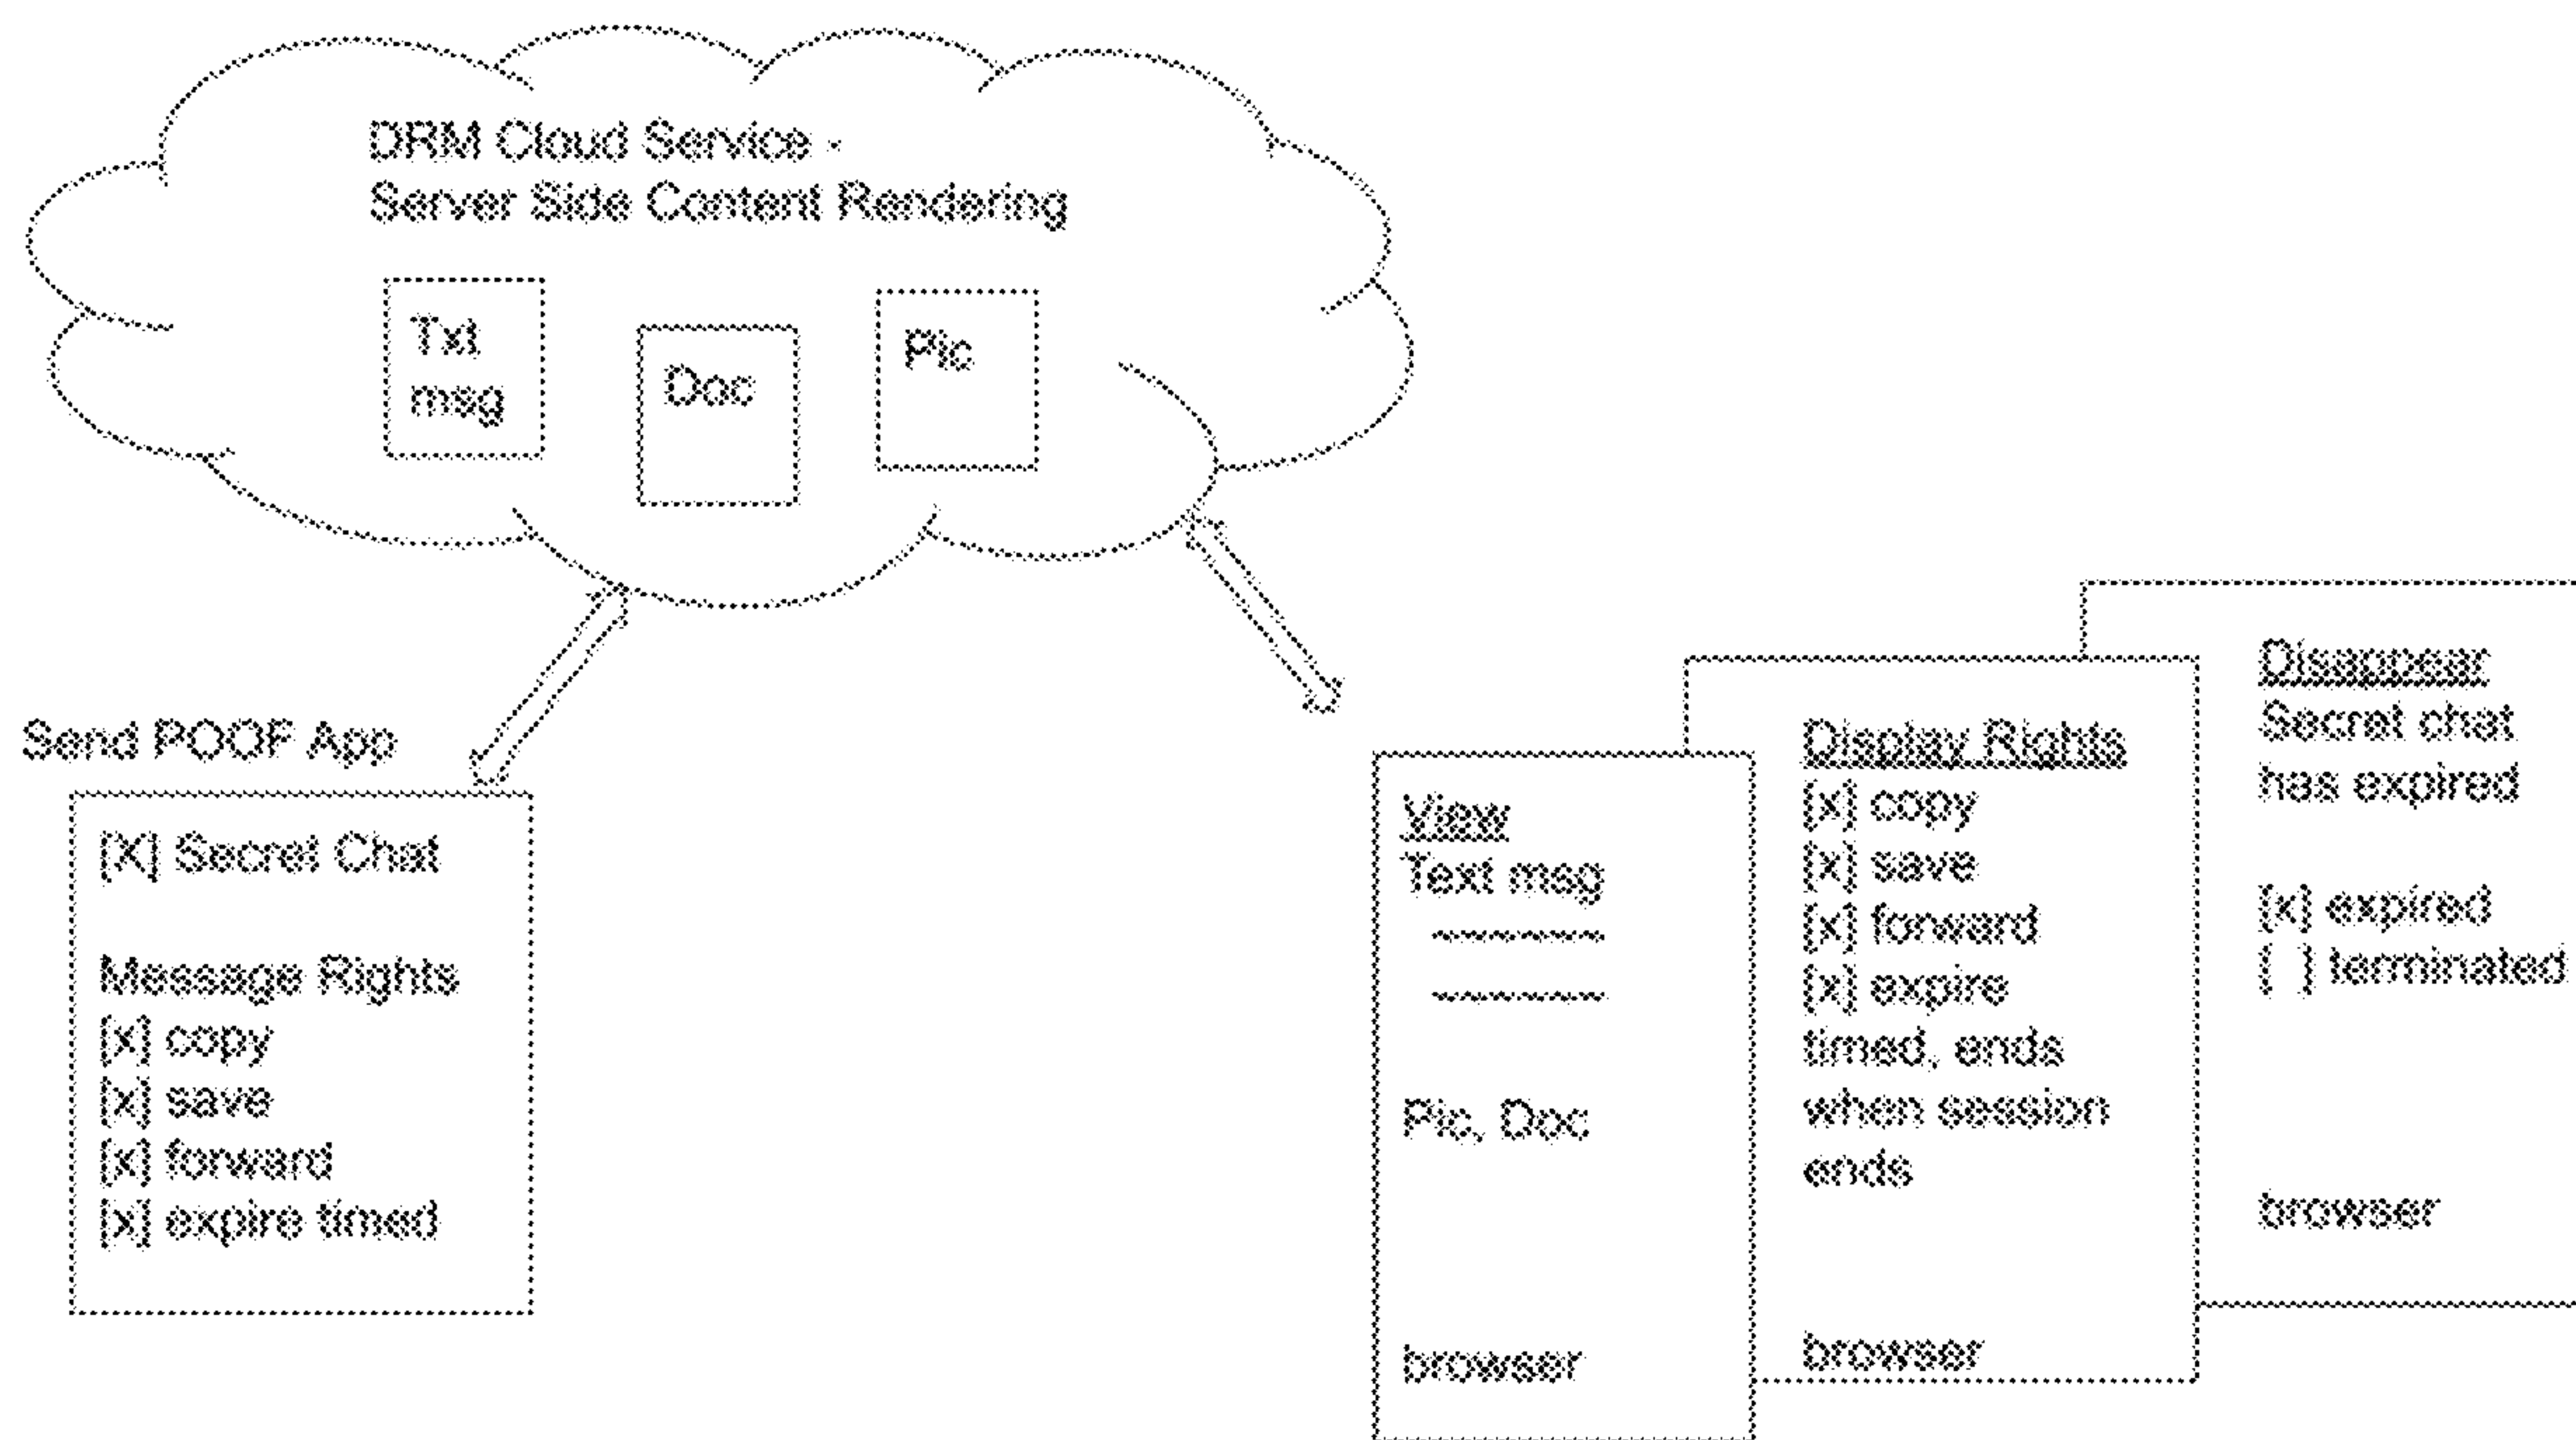 DRM Cloud Service -
Server Side Content Rendering
Txt
msg
Doc
Pic
Send POOF App
[X] Secret Chat
Message Rights
[x] copy
[x] save
[x] forward
[x] expire timed
View
Text msg
Pic, Doc
browser
Display Rights
[x] copy
[x] save
[x] forward
[x] expire
timed, ends
when session
ends
browser
Disappear
Secret chat
has expired
[x] expired
[ ] terminated
browser